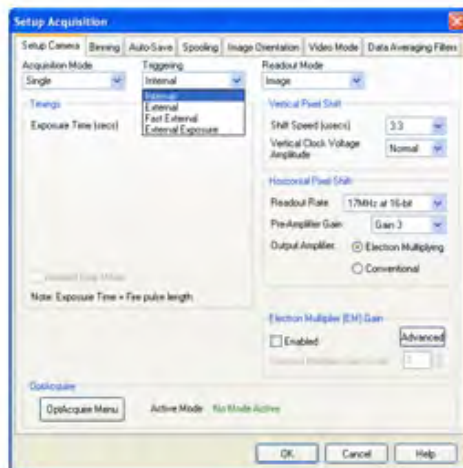 Setup Acquisition
Setup Camera Binning Auto-Save Spooling Image Orientation Video Mode Data Averaging Filters
Acquisition Mode Triggering Readout Mode
Single Internal Image
Internal
External
Fast External
External Exposure
Timings
Exposure Time (secs)
Vertical Pixel Shift
Shift Speed (usecs) 3.3
Vertical Clock Voltage Amplitude Normal
Horizontal Pixel Shift
Readout Rate 17MHz at 16-bit
Pre-Amplifier Gain Gain 3
Output Amplifier Electron Multiplying
Conventional
Note: Exposure Time = Fire pulse length.
Electron Multiplier (EM) Gain
Enabled Advanced
OptAcquire
OptAcquire Menu Active Mode No Mode Active
OK Cancel Help